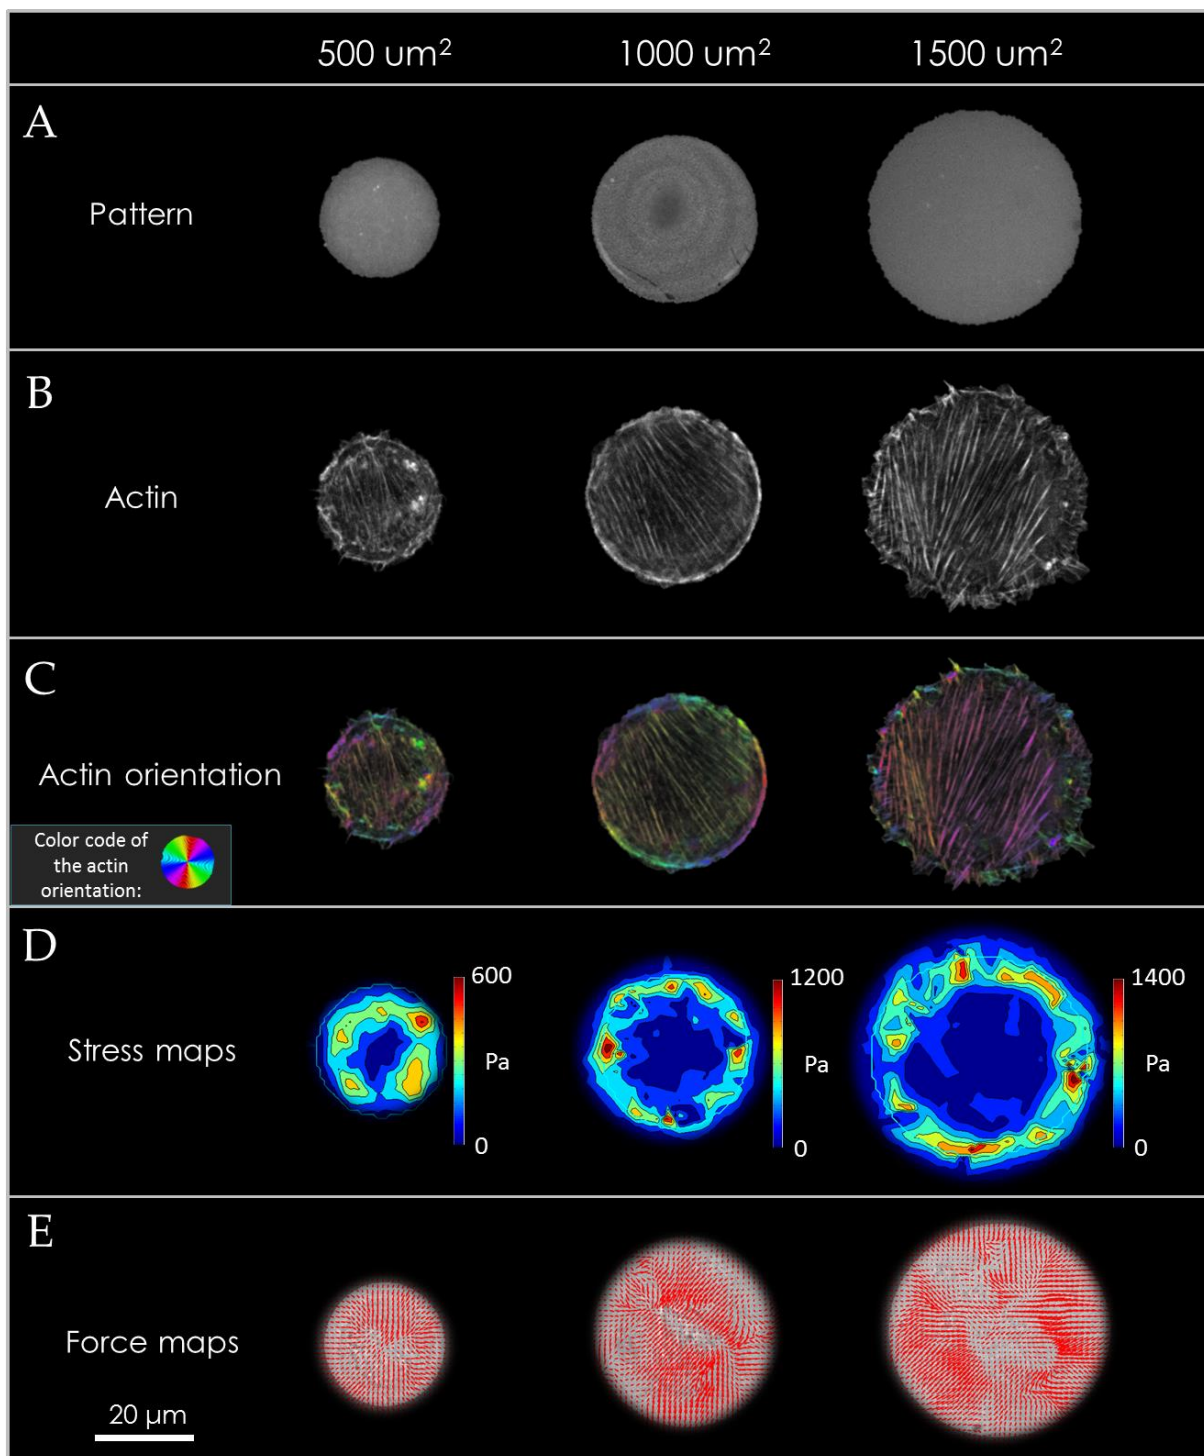 500 um² 1000 um² 1500 um²
A
Pattern
B
Actin
C
Actin orientation
Color code of
the actin
orientation:
D
600 1200 1400
Stress maps Pa Pa Pa
0 0 0
E
Force maps
20 µm